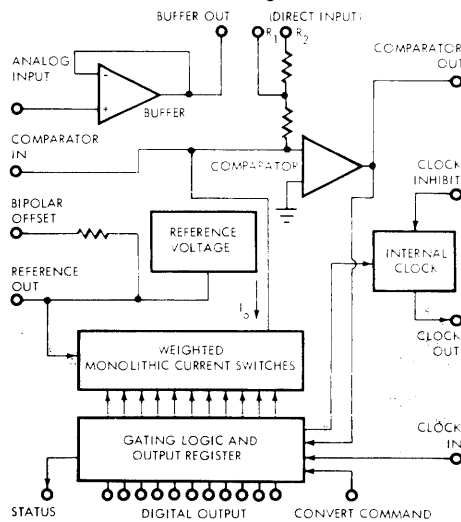 BUFFER OUT
(DIRECT INPUT)
R1 R2
COMPARATOR
OUT
ANALOG
INPUT
-
+
BUFFER
COMPARATOR
IN
COMPARATOR
CLOCK
INHIBIT
BIPOLAR
OFFSET
REFERENCE
VOLTAGE
INTERNAL
CLOCK
REFERENCE
OUT
Io
CLOCK
OUT
WEIGHTED
MONOLITHIC CURRENT SWITCHES
GATING LOGIC AND
OUTPUT REGISTER
CLOCK
IN
STATUS
DIGITAL OUTPUT
CONVERT COMMAND